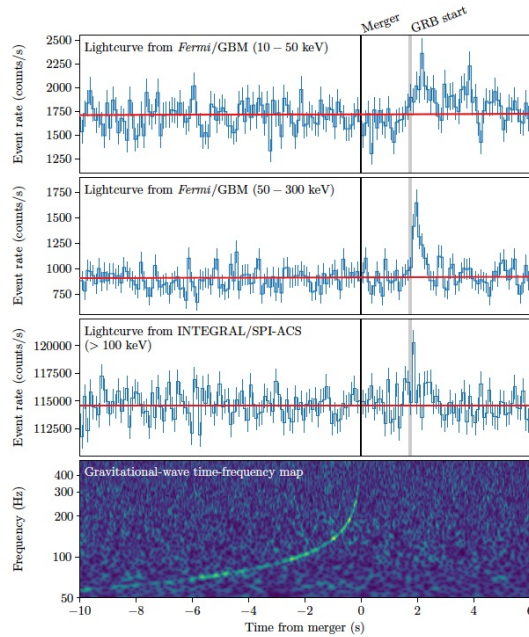 Merger
GRB start
2500
2250
2000
1750
1500
1250
Event rate (counts/s)
Lightcurve from Fermi/GBM (10 − 50 keV)
1750
1500
1250
1000
750
Event rate (counts/s)
Lightcurve from Fermi/GBM (50 − 300 keV)
120000
117500
115000
112500
Event rate (counts/s)
Lightcurve from INTEGRAL/SPI-ACS
(> 100 keV)
400
300
200
100
50
Frequency (Hz)
Gravitational-wave time-frequency map
−10 −8 −6 −4 −2 0 2 4 6
Time from merger (s)